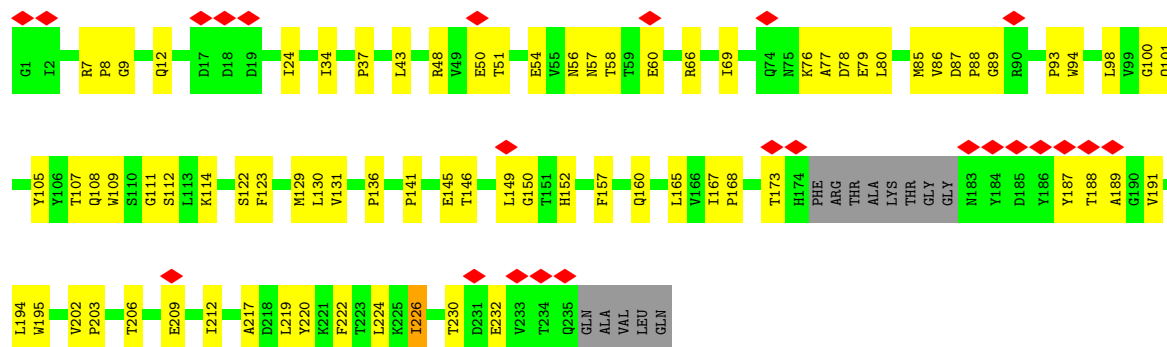 G1 I2 R7 P8 G9 Q12 D17 D18 D19 I24 I34 P37 L43 R48 V49 E50 T51 E54 V55 N56 N57 T58 T59 E60 R66 I69 Q74 N75 K76 A77 D78 E79 L80 M85 V86 D87 P88 G89 R90 P93 W94 L98 V99 G100
Y105 Y106 T107 Q108 W109 S110 G111 S112 L113 K114 S122 F123 M129 L130 V131 P136 P141 E145 T146 L149 G150 T151 H152 F157 Q160 L165 V166 I167 P168 T173 H174 PHE ARG THR ALA LYS THR GLY GLY N183 Y184 D185 Y186 Y187 T188 A189 G190 V191
L194 W195 V202 P203 T206 E209 I212 A217 D218 L219 Y220 K221 F222 T223 L224 K225 I226 T230 D231 E232 V233 T234 Q235 GLN ALA VAL LEU GLN